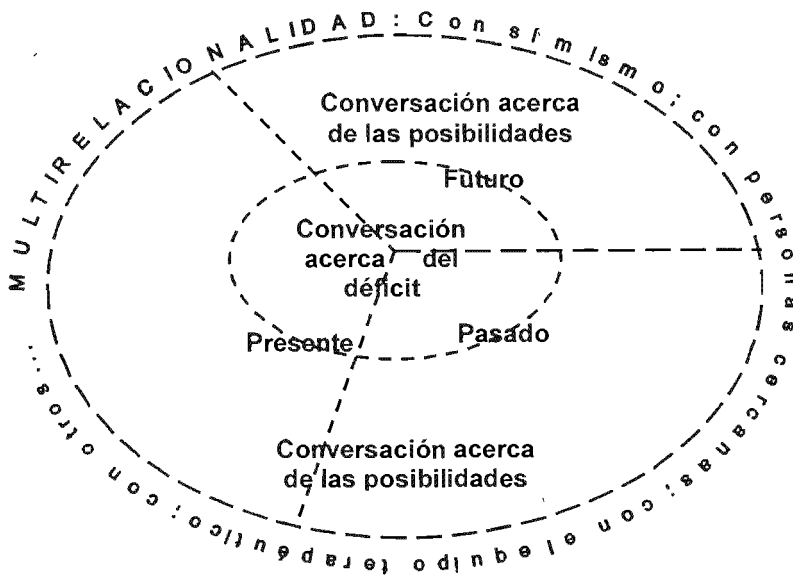 MULTIRELACIONALIDAD: Con sí mismo; con personas cercanas; con el equipo terapéutico; con otros...
Conversación acerca
de las posibilidades
Futuro
Conversación
acerca del
déficit
Presente
Pasado
Conversación acerca
de las posibilidades